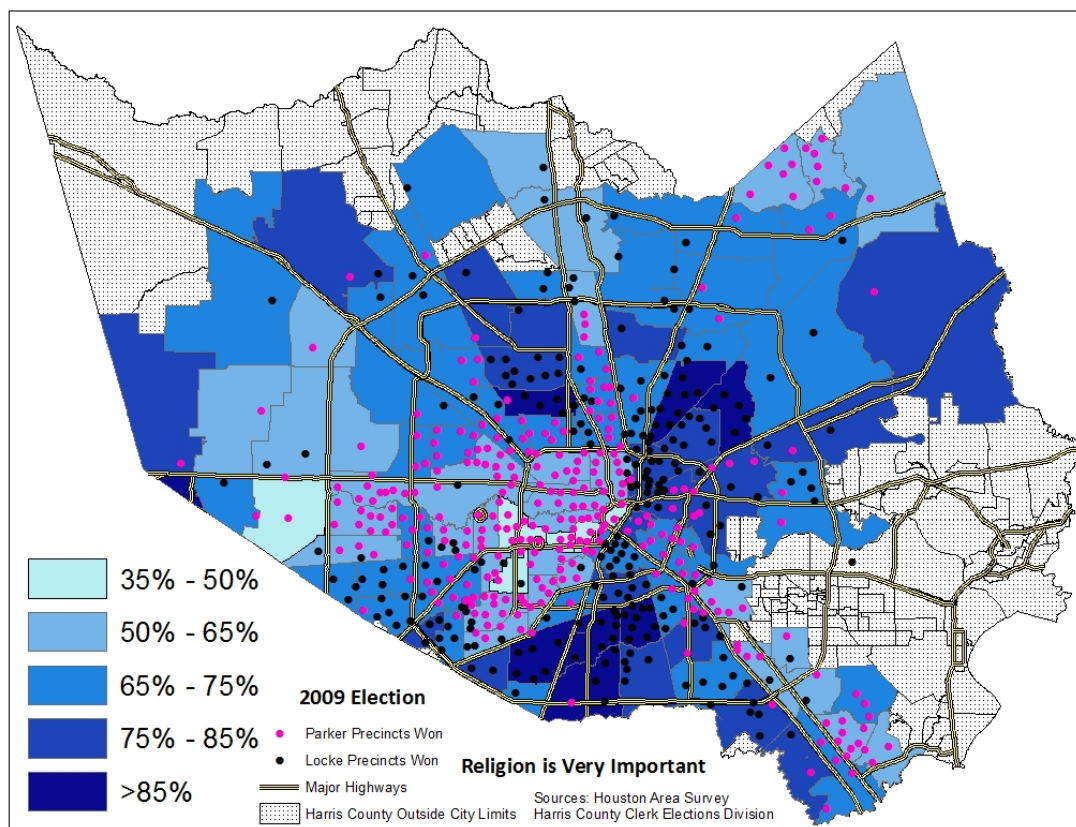 35% - 50%
50% - 65%
65% - 75%
75% - 85%
>85%
2009 Election
Parker Precincts Won
Locke Precincts Won
Major Highways
Harris County Outside City Limits
Religion is Very Important
Sources: Houston Area Survey
Harris County Clerk Elections Division